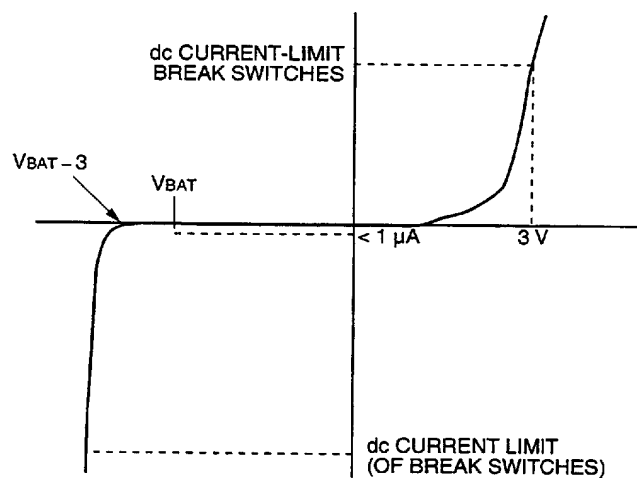 dc CURRENT-LIMIT
BREAK SWITCHES
VBAT – 3
VBAT
< 1 µA
3 V
dc CURRENT LIMIT
(OF BREAK SWITCHES)